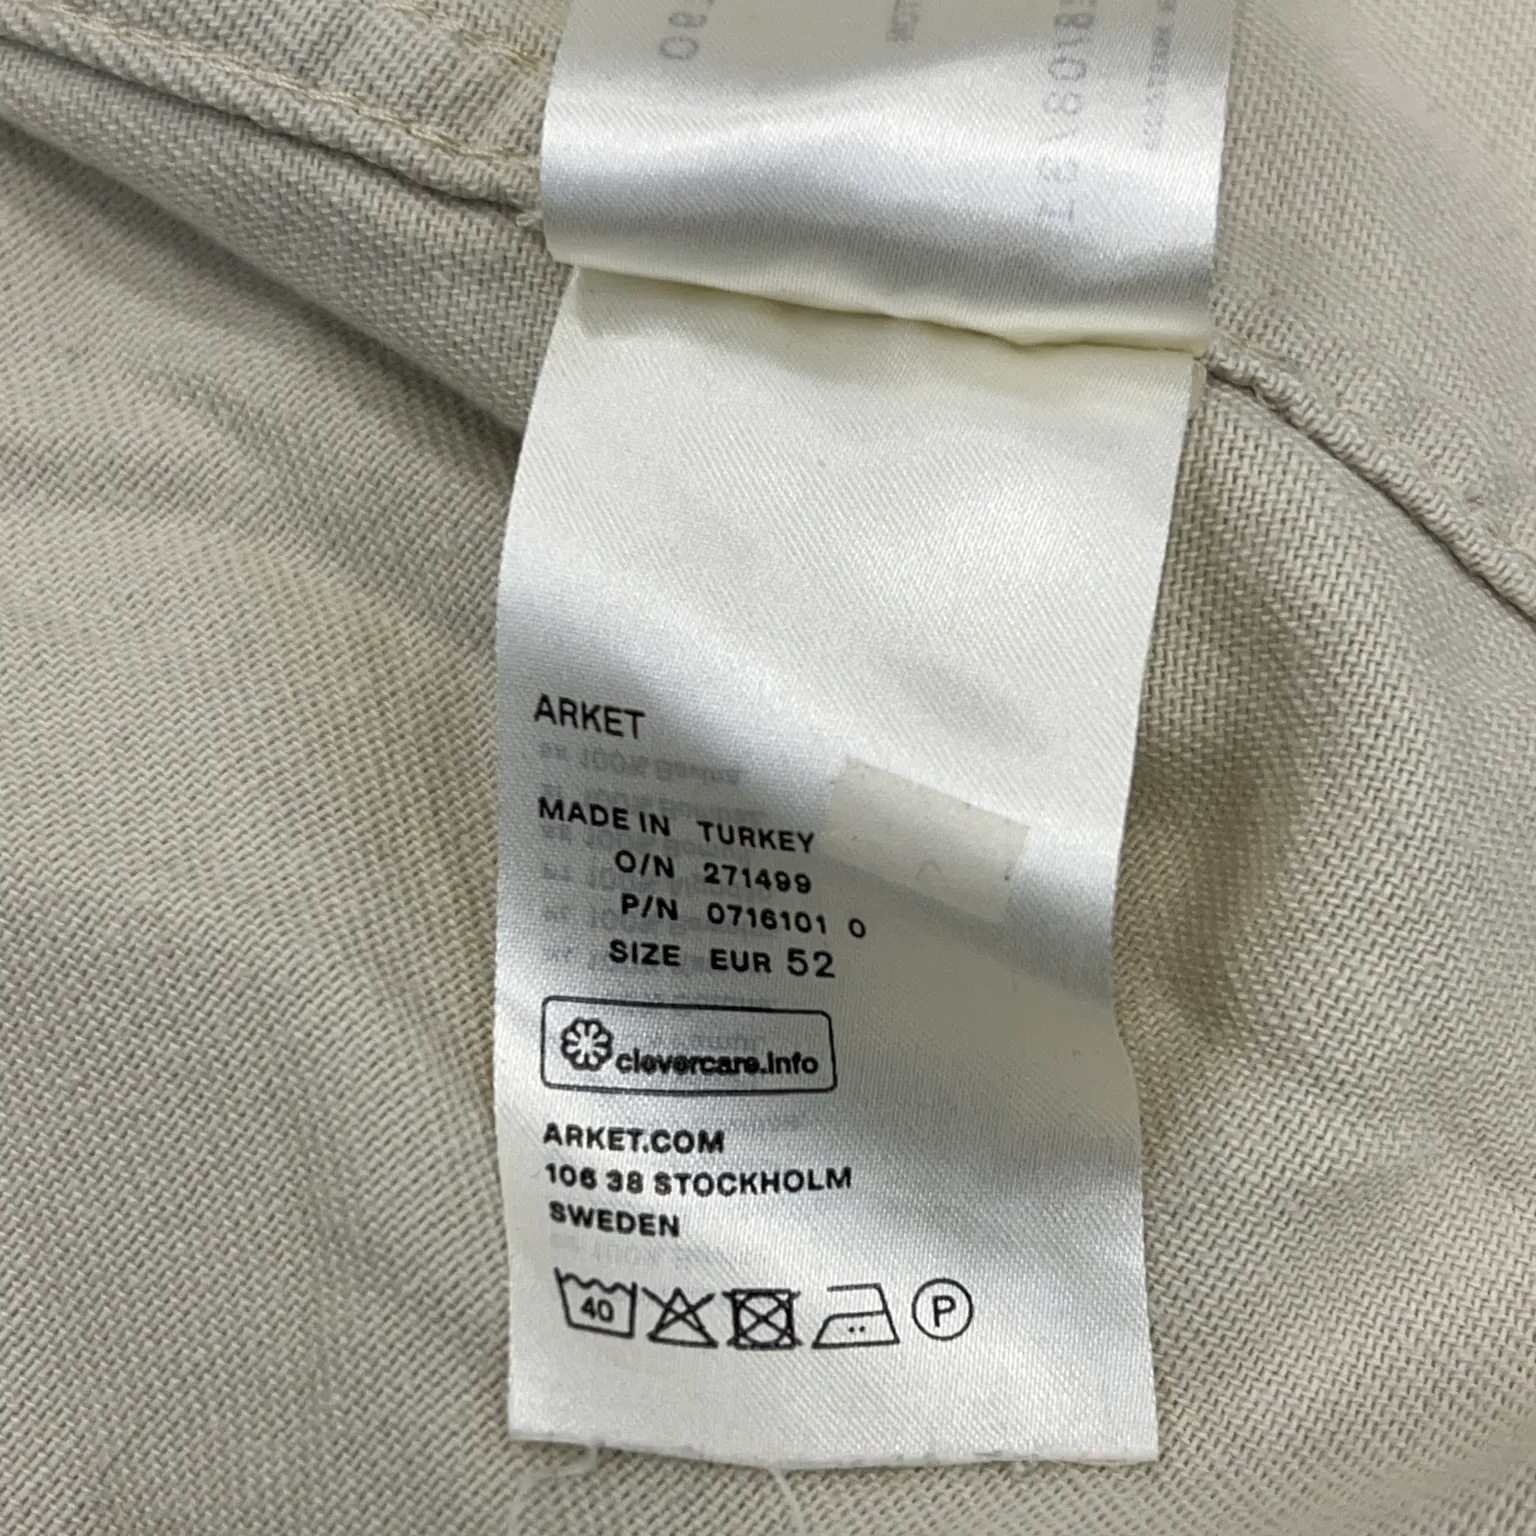 ARKET
MADE IN TURKEY
O/N 271499
P/N 0716101 0
SIZE EUR 52
clevercare.info
ARKET.COM
106 38 STOCKHOLM
SWEDEN
40
P